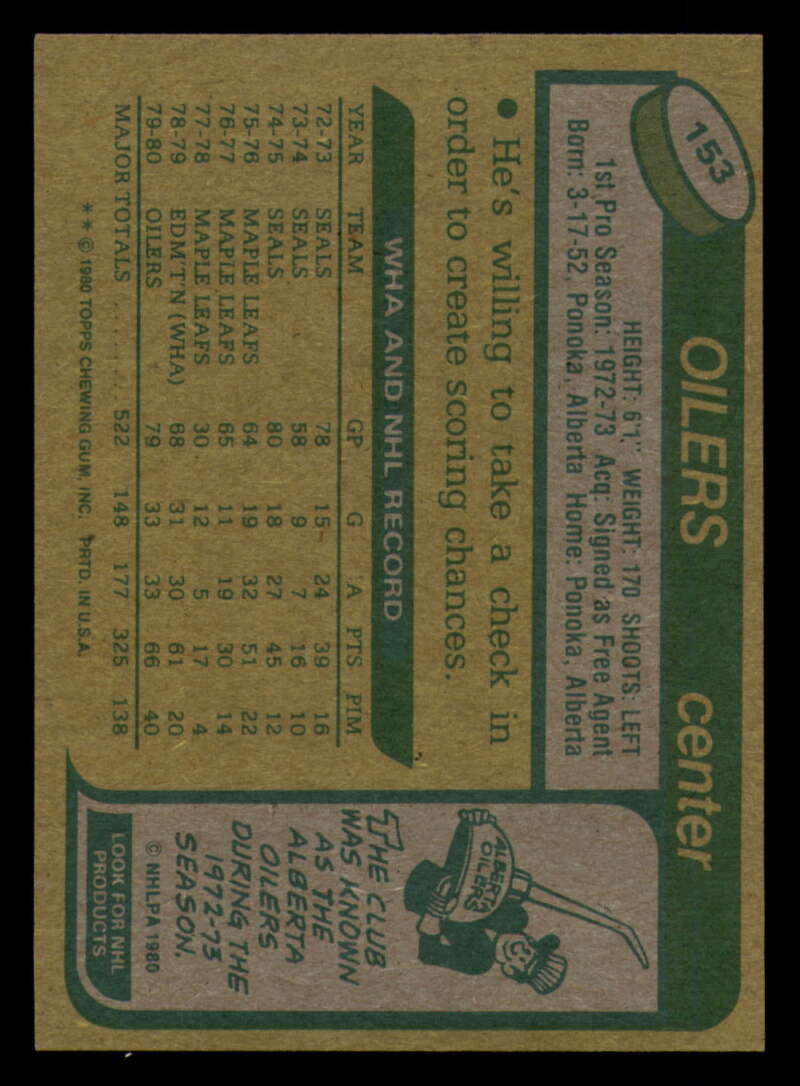 153
OILERS center
HEIGHT: 6'1." WEIGHT: 170 SHOOTS: LEFT
1st Pro Season: 1972-73 Acq: Signed as Free Agent
Born: 3-17-52, Ponoka, Alberta Home: Ponoka, Alberta
● He's willing to take a check in
order to create scoring chances.
WHA AND NHL RECORD
YEAR TEAM GP G A PTS PIM
72-73 SEALS 78 15 24 39 16
73-74 SEALS 58 9 7 16 10
74-75 SEALS 80 18 27 45 12
75-76 MAPLE LEAFS 64 19 32 51 22
76-77 MAPLE LEAFS 65 11 19 30 14
77-78 MAPLE LEAFS 30 12 5 17 4
78-79 EDM'T'N (WHA) 68 31 30 61 20
79-80 OILERS 79 33 33 66 40
MAJOR TOTALS ........ 522 148 177 325 138
** © 1980 TOPPS CHEWING GUM, INC. PRTD. IN U.S.A.
ALBERTA
OILERS
THE CLUB
WAS KNOWN
AS THE
ALBERTA
OILERS
DURING THE
1972-73
SEASON.
© NHLPA 1980
LOOK FOR NHL
PRODUCTS